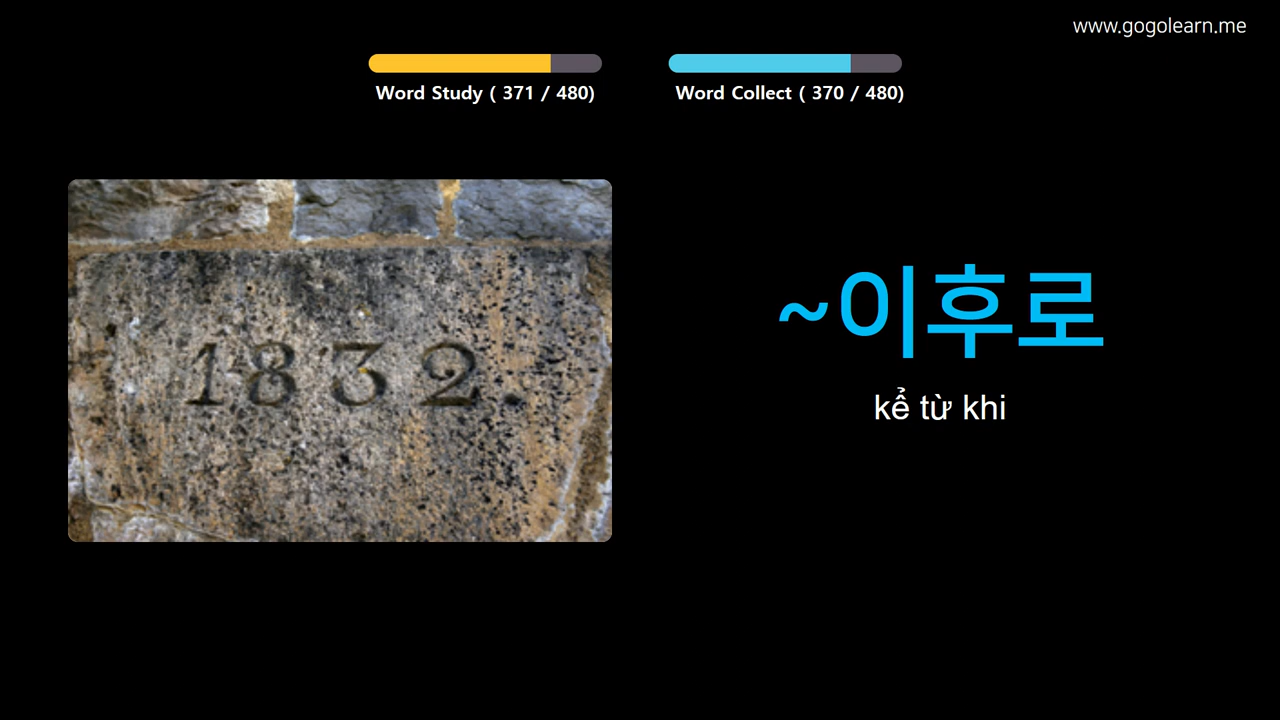 www.gogolearn.me
Word Study ( 371 / 480)
Word Collect ( 370 / 480)
1832.
~이후로
kể từ khi